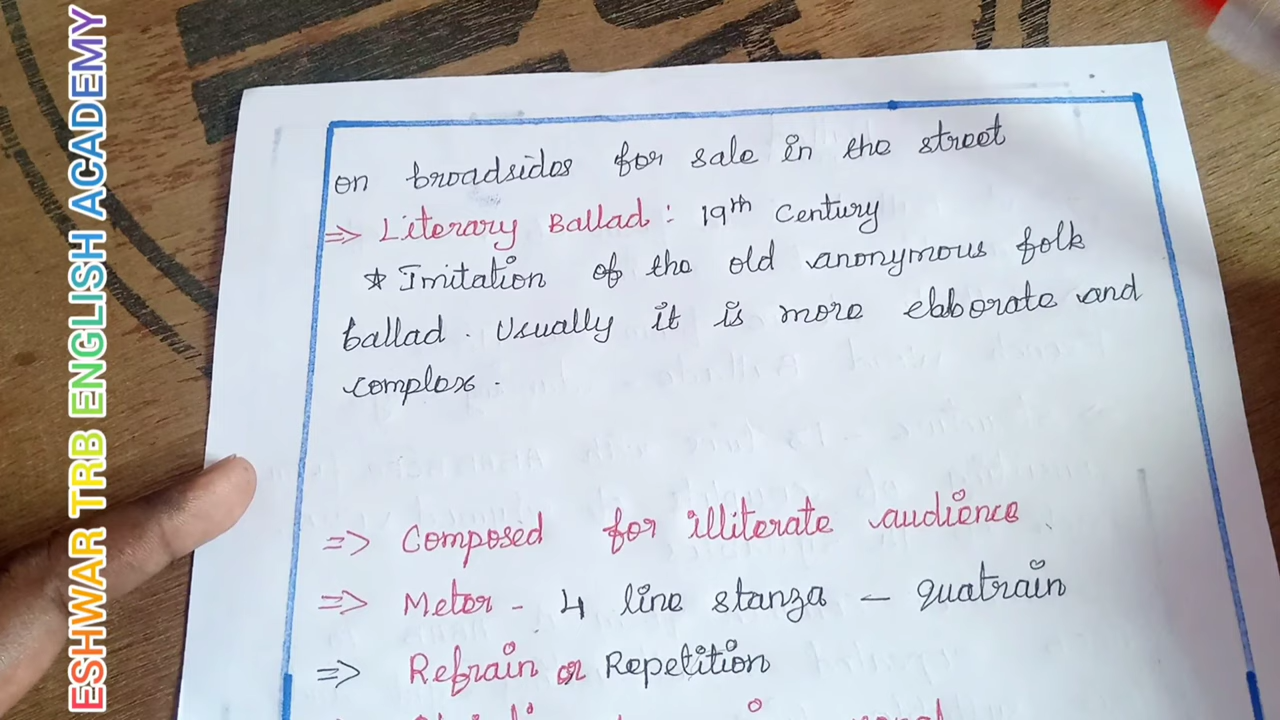 ESHWAR TRB ENGLISH ACADEMY
on broadsides for sale in the street
⇒ Literary Ballad : 19th Century
★ Imitation of the old anonymous folk
ballad. Usually it is more elaborate and
complex.
⇒ Composed for illiterate audience
⇒ Meter - 4 line stanza - quatrain
⇒ Refrain or Repetition